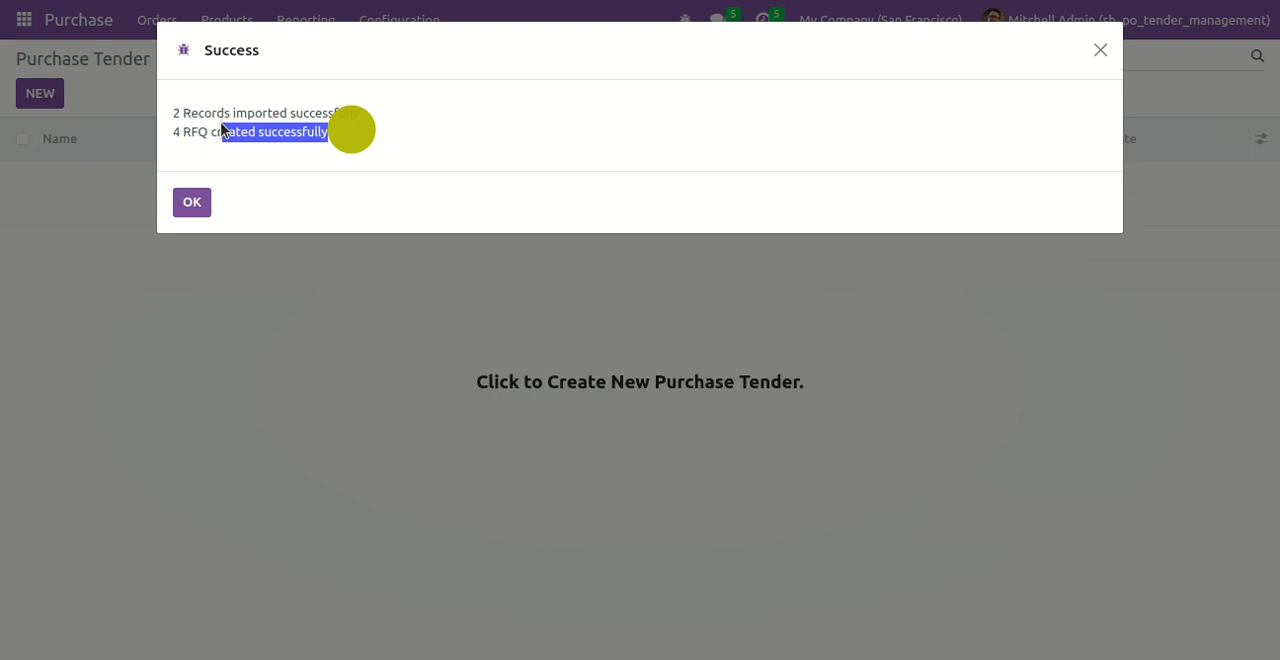 Purchase Orders Products Reporting Configuration 5 5 My Company (San Francisco) Mitchell Admin (sh_po_tender_management)
Success
Purchase Tender
NEW
2 Records imported successfully
4 RFQ created successfully
Name
OK
Click to Create New Purchase Tender.